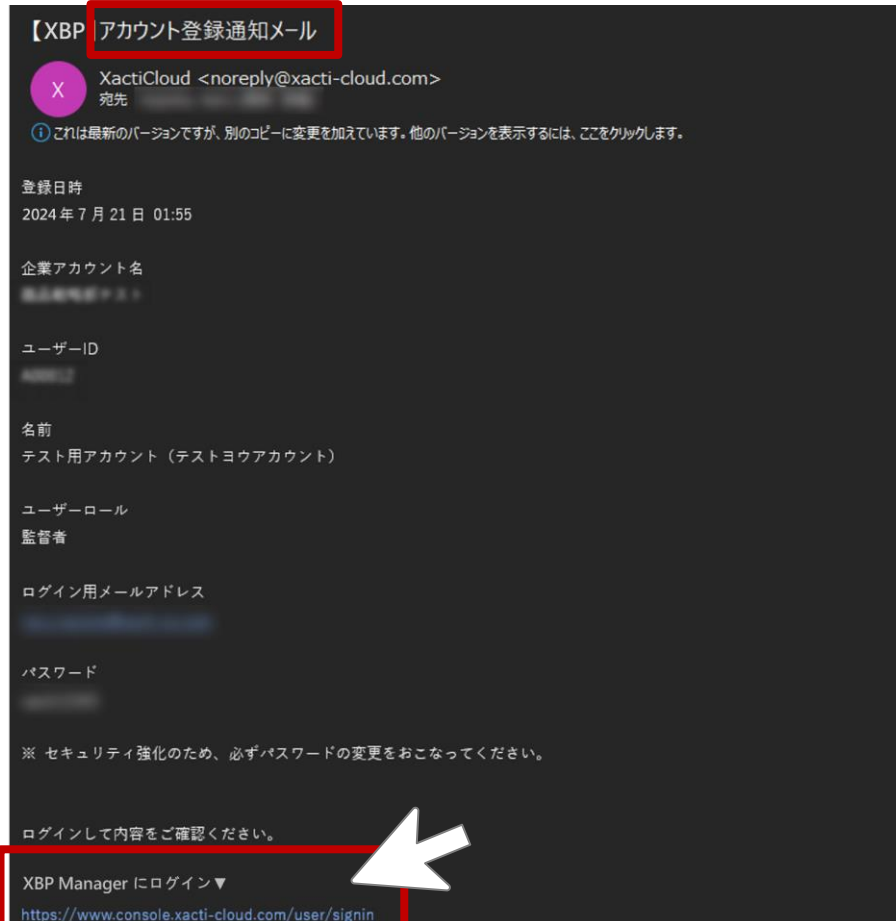 【XBP】アカウント登録通知メール
X
XactiCloud <noreply@xacti-cloud.com>
宛先
これは最新のバージョンですが、別のコピーに変更を加えています。他のバージョンを表示するには、ここをクリックします。
登録日時
2024年7月21日 01:55
企業アカウント名
ユーザーID
名前
テスト用アカウント（テストヨウアカウント）
ユーザーロール
監督者
ログイン用メールアドレス
パスワード
※ セキュリティ強化のため、必ずパスワードの変更をおこなってください。
ログインして内容をご確認ください。
XBP Manager にログイン▼
https://www.console.xacti-cloud.com/user/signin